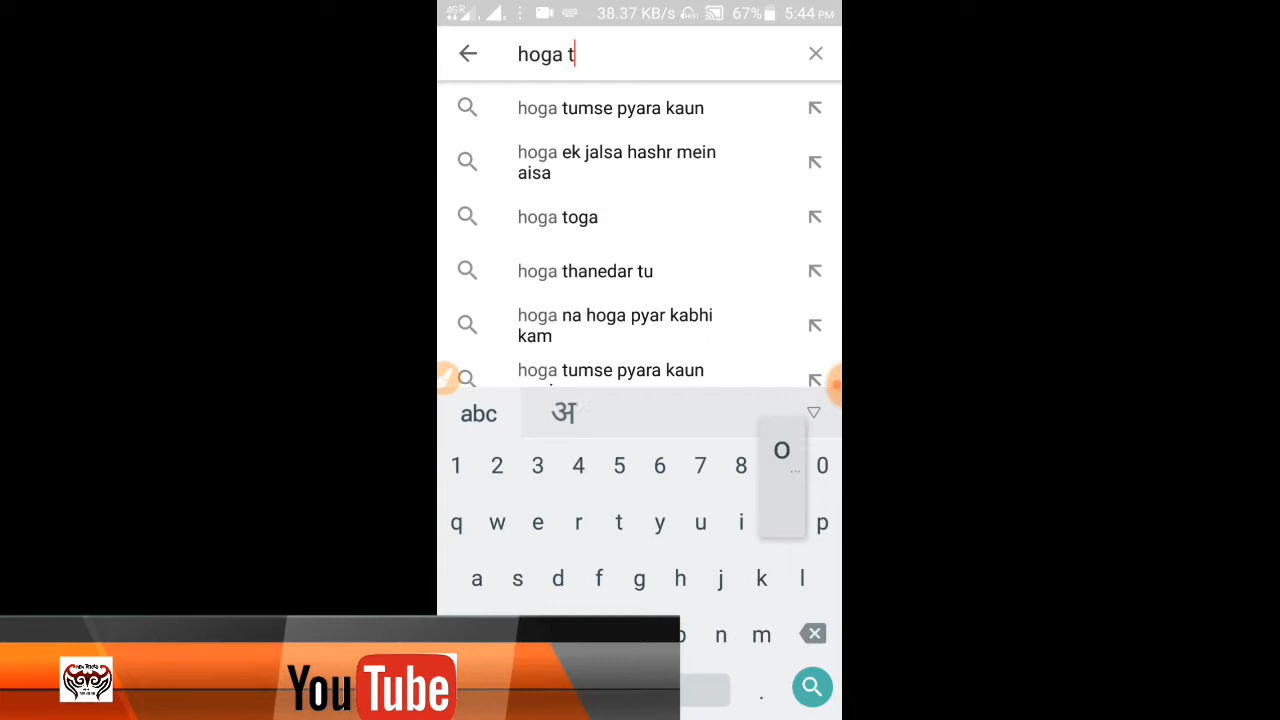 4GR 38.37 KB/s 67% 5:44 PM
hoga t
hoga tumse pyara kaun
hoga ek jalsa hashr mein
aisa
hoga toga
hoga thanedar tu
hoga na hoga pyar kabhi
kam
hoga tumse pyara kaun
abc अ
1 2 3 4 5 6 7 8 o 0
q w e r t y u i p
a s d f g h j k l
b n m
.
YouTube